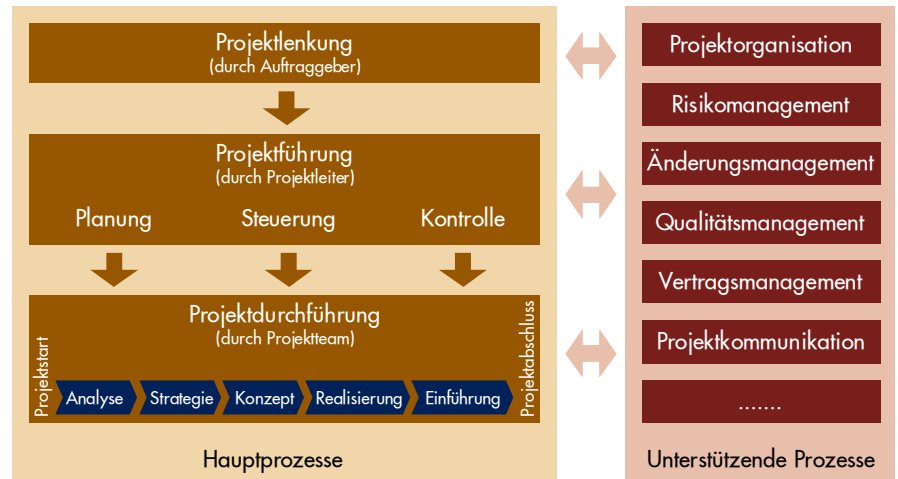 Projektlenkung
(durch Auftraggeber)
Projektführung
(durch Projektleiter)
Planung
Steuerung
Kontrolle
Projektdurchführung
(durch Projektteam)
Projektstart
Analyse
Strategie
Konzept
Realisierung
Einführung
Projektabschluss
Hauptprozesse
Projektorganisation
Risikomanagement
Änderungsmanagement
Qualitätsmanagement
Vertragsmanagement
Projektkommunikation
.......
Unterstützende Prozesse